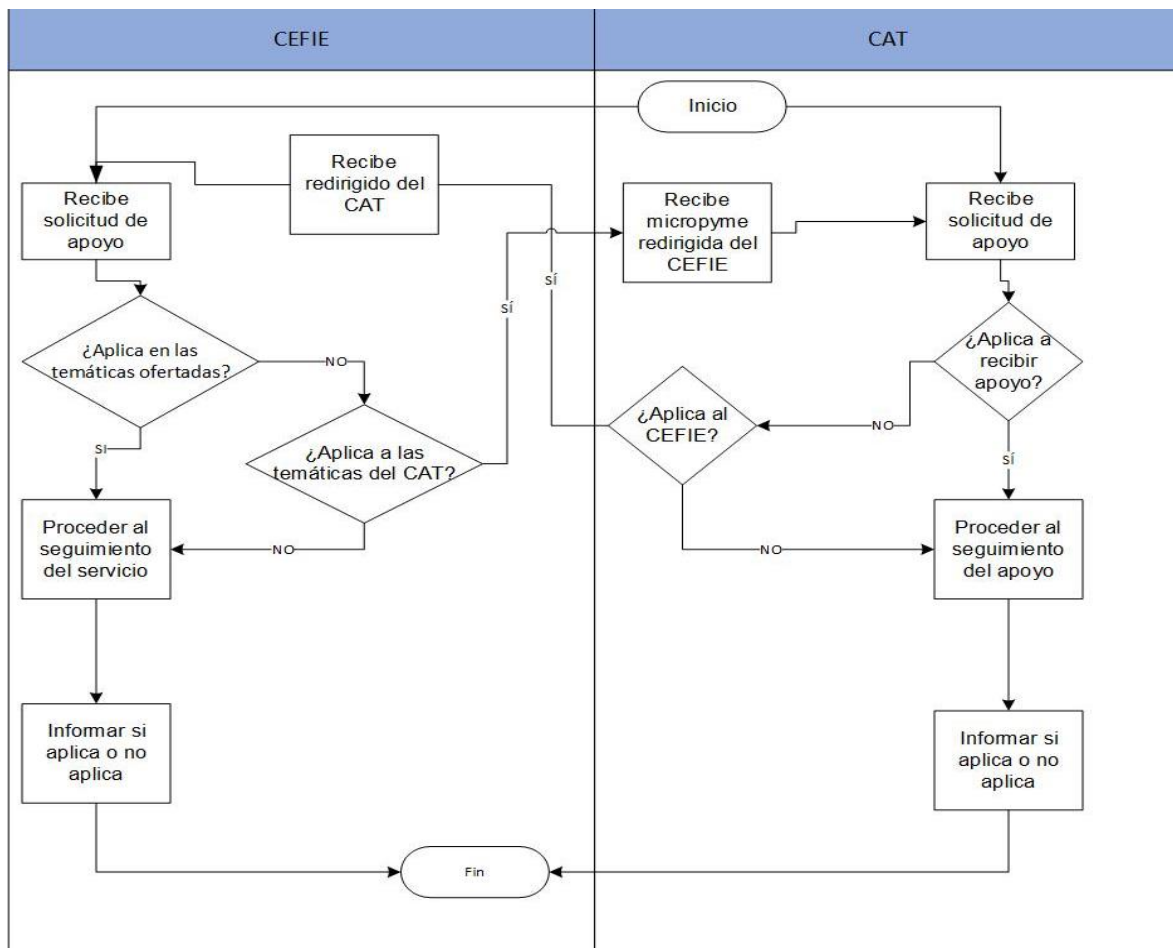 CEFIE
CAT
Inicio
Recibe
redirigido del
CAT
Recibe
solicitud de
apoyo
Recibe
micropyme
redirigida del
CEFIE
Recibe
solicitud de
apoyo
sí
sí
¿Aplica en las
temáticas ofertadas?
NO
¿Aplica a
recibir
apoyo?
¿Aplica al
CEFIE?
NO
SI
¿Aplica a las
temáticas del CAT?
sí
Proceder al
seguimiento
del servicio
NO
NO
Proceder al
seguimiento
del apoyo
Informar si
aplica o no
aplica
Informar si
aplica o no
aplica
Fin